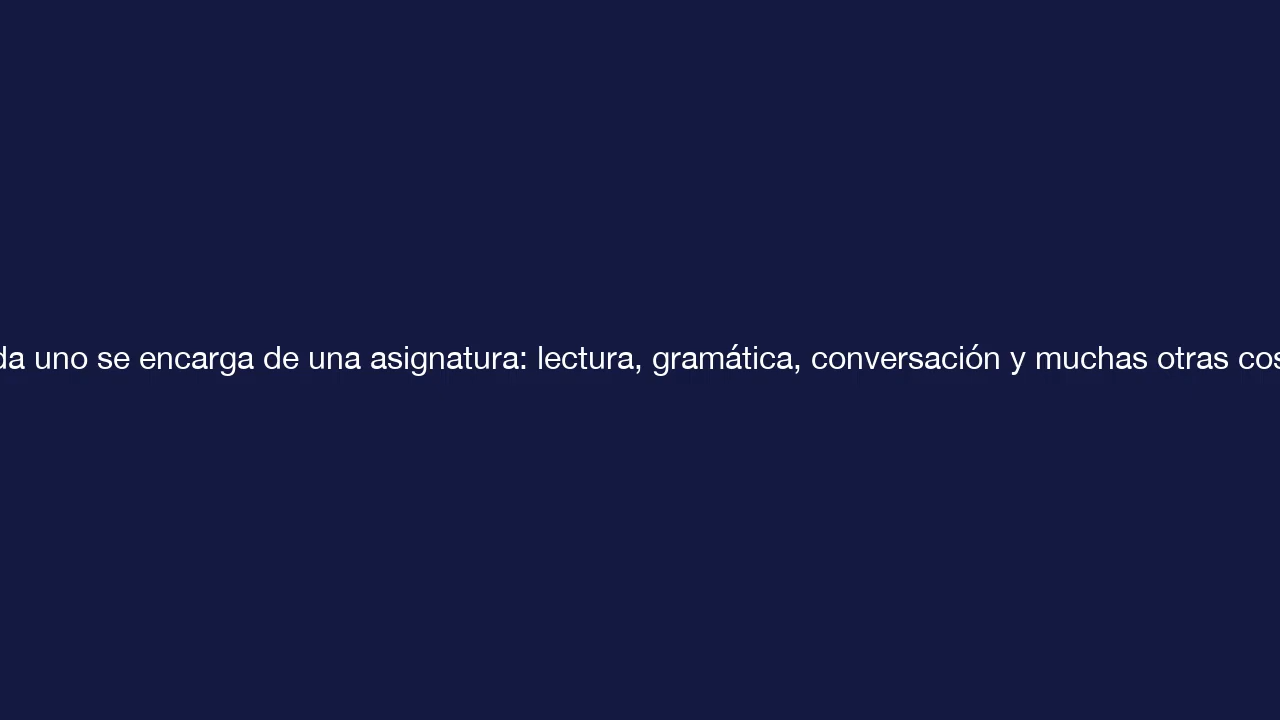 da uno se encarga de una asignatura: lectura, gramática, conversación y muchas otras cos